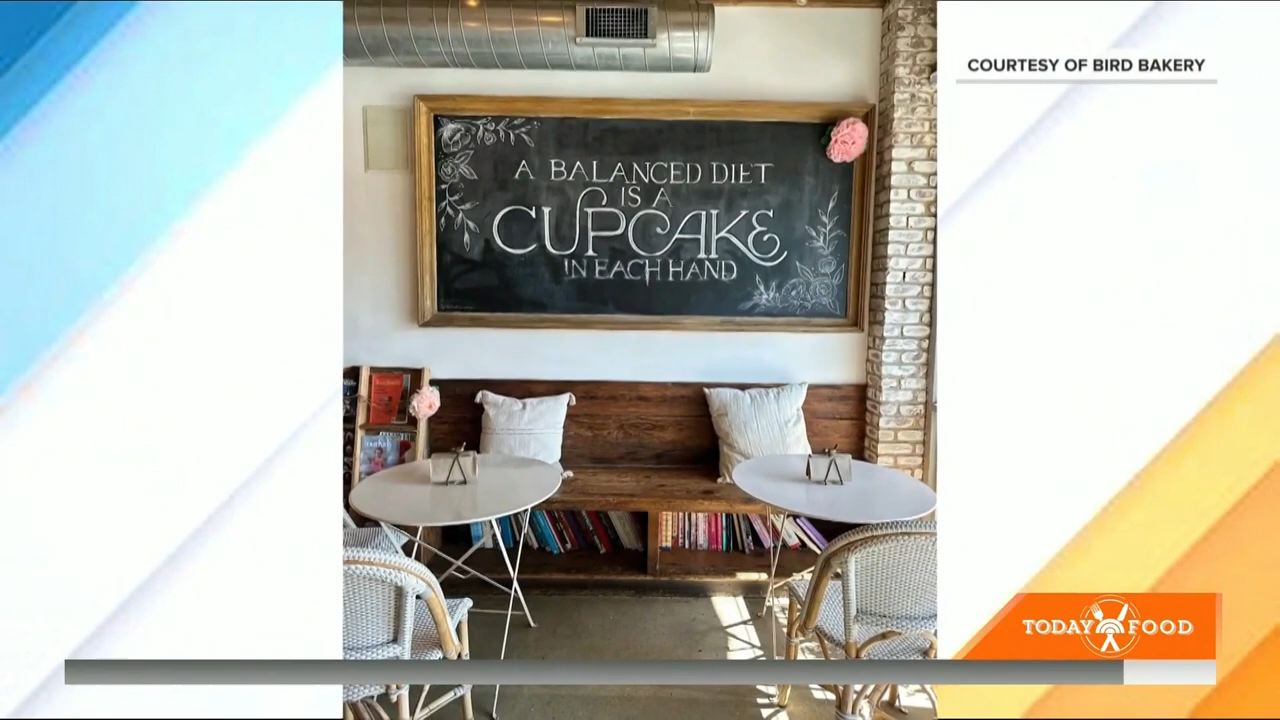 COURTESY OF BIRD BAKERY
A BALANCED DIET
IS A
CUPCAKE
IN EACH HAND
TODAY FOOD